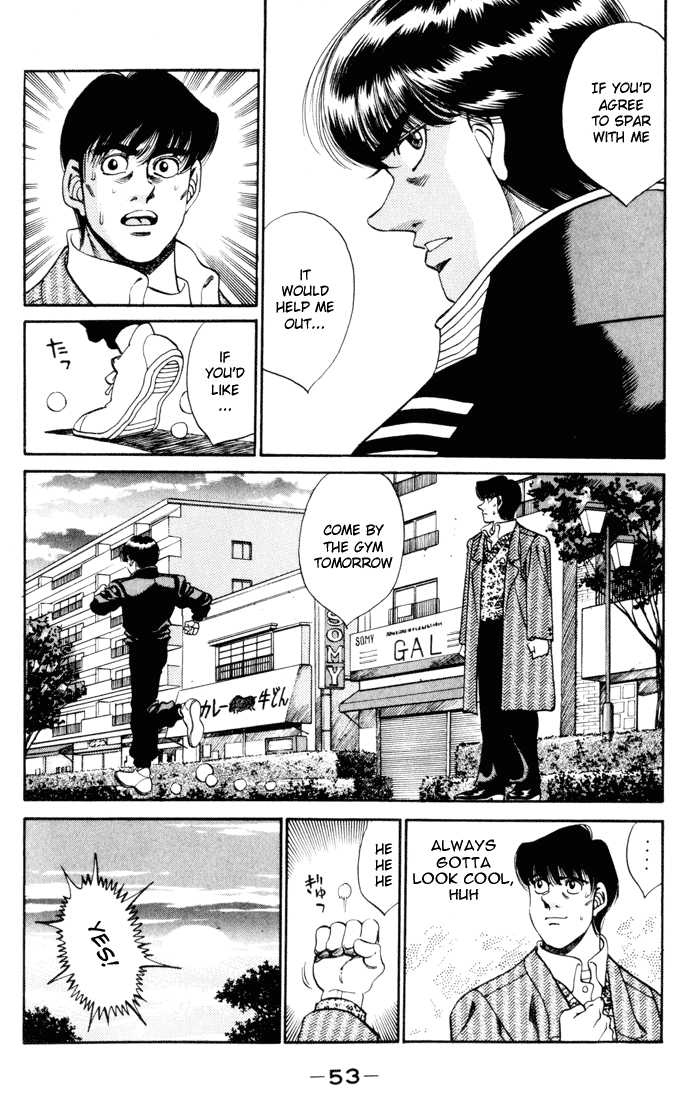 IF YOU'D
AGREE
TO SPAR
WITH ME
IT
WOULD
HELP ME
OUT...
IF
YOU'D
LIKE
...
たっ
COME BY
THE GYM
TOMORROW
SOMY
SOMY
GAL
カレー
牛どん
...
ALWAYS
GOTTA
LOOK COOL,
HUH
HE
HE
HE
ぎゅっ
YES!
-53-